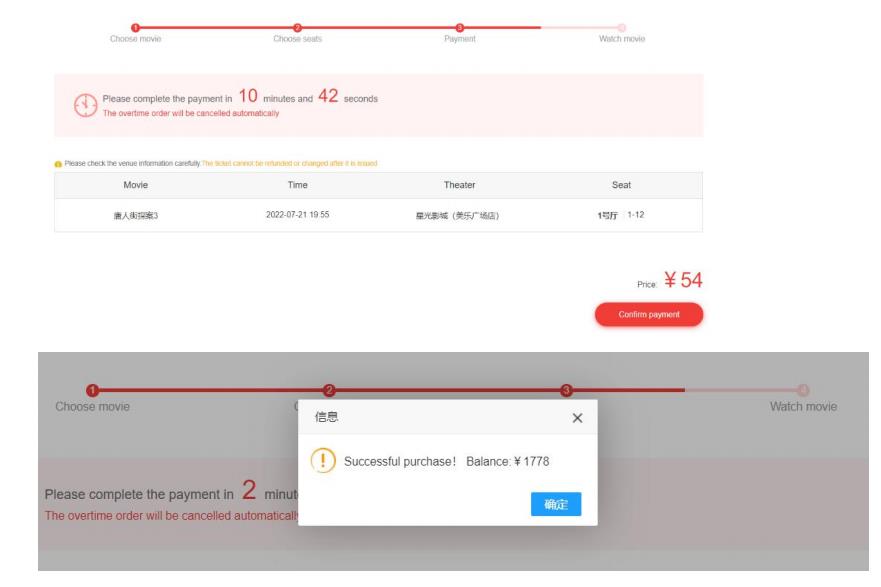 1 2 3 4
Choose movie Choose seats Payment Watch movie
Please complete the payment in 10 minutes and 42 seconds
The overtime order will be cancelled automatically
Please check the venue information carefully.The ticket cannot be refunded or changed after it is issued
Movie Time Theater Seat
唐人街探案3 2022-07-21 19:55 星光影城（美乐广场店） 1号厅 1-12
Price: ¥54
Confirm payment
1 2 3 4
Choose movie C Watch movie
信息 ×
Successful purchase! Balance:¥1778
Please complete the payment in 2 minut
确定
The overtime order will be cancelled automaticall